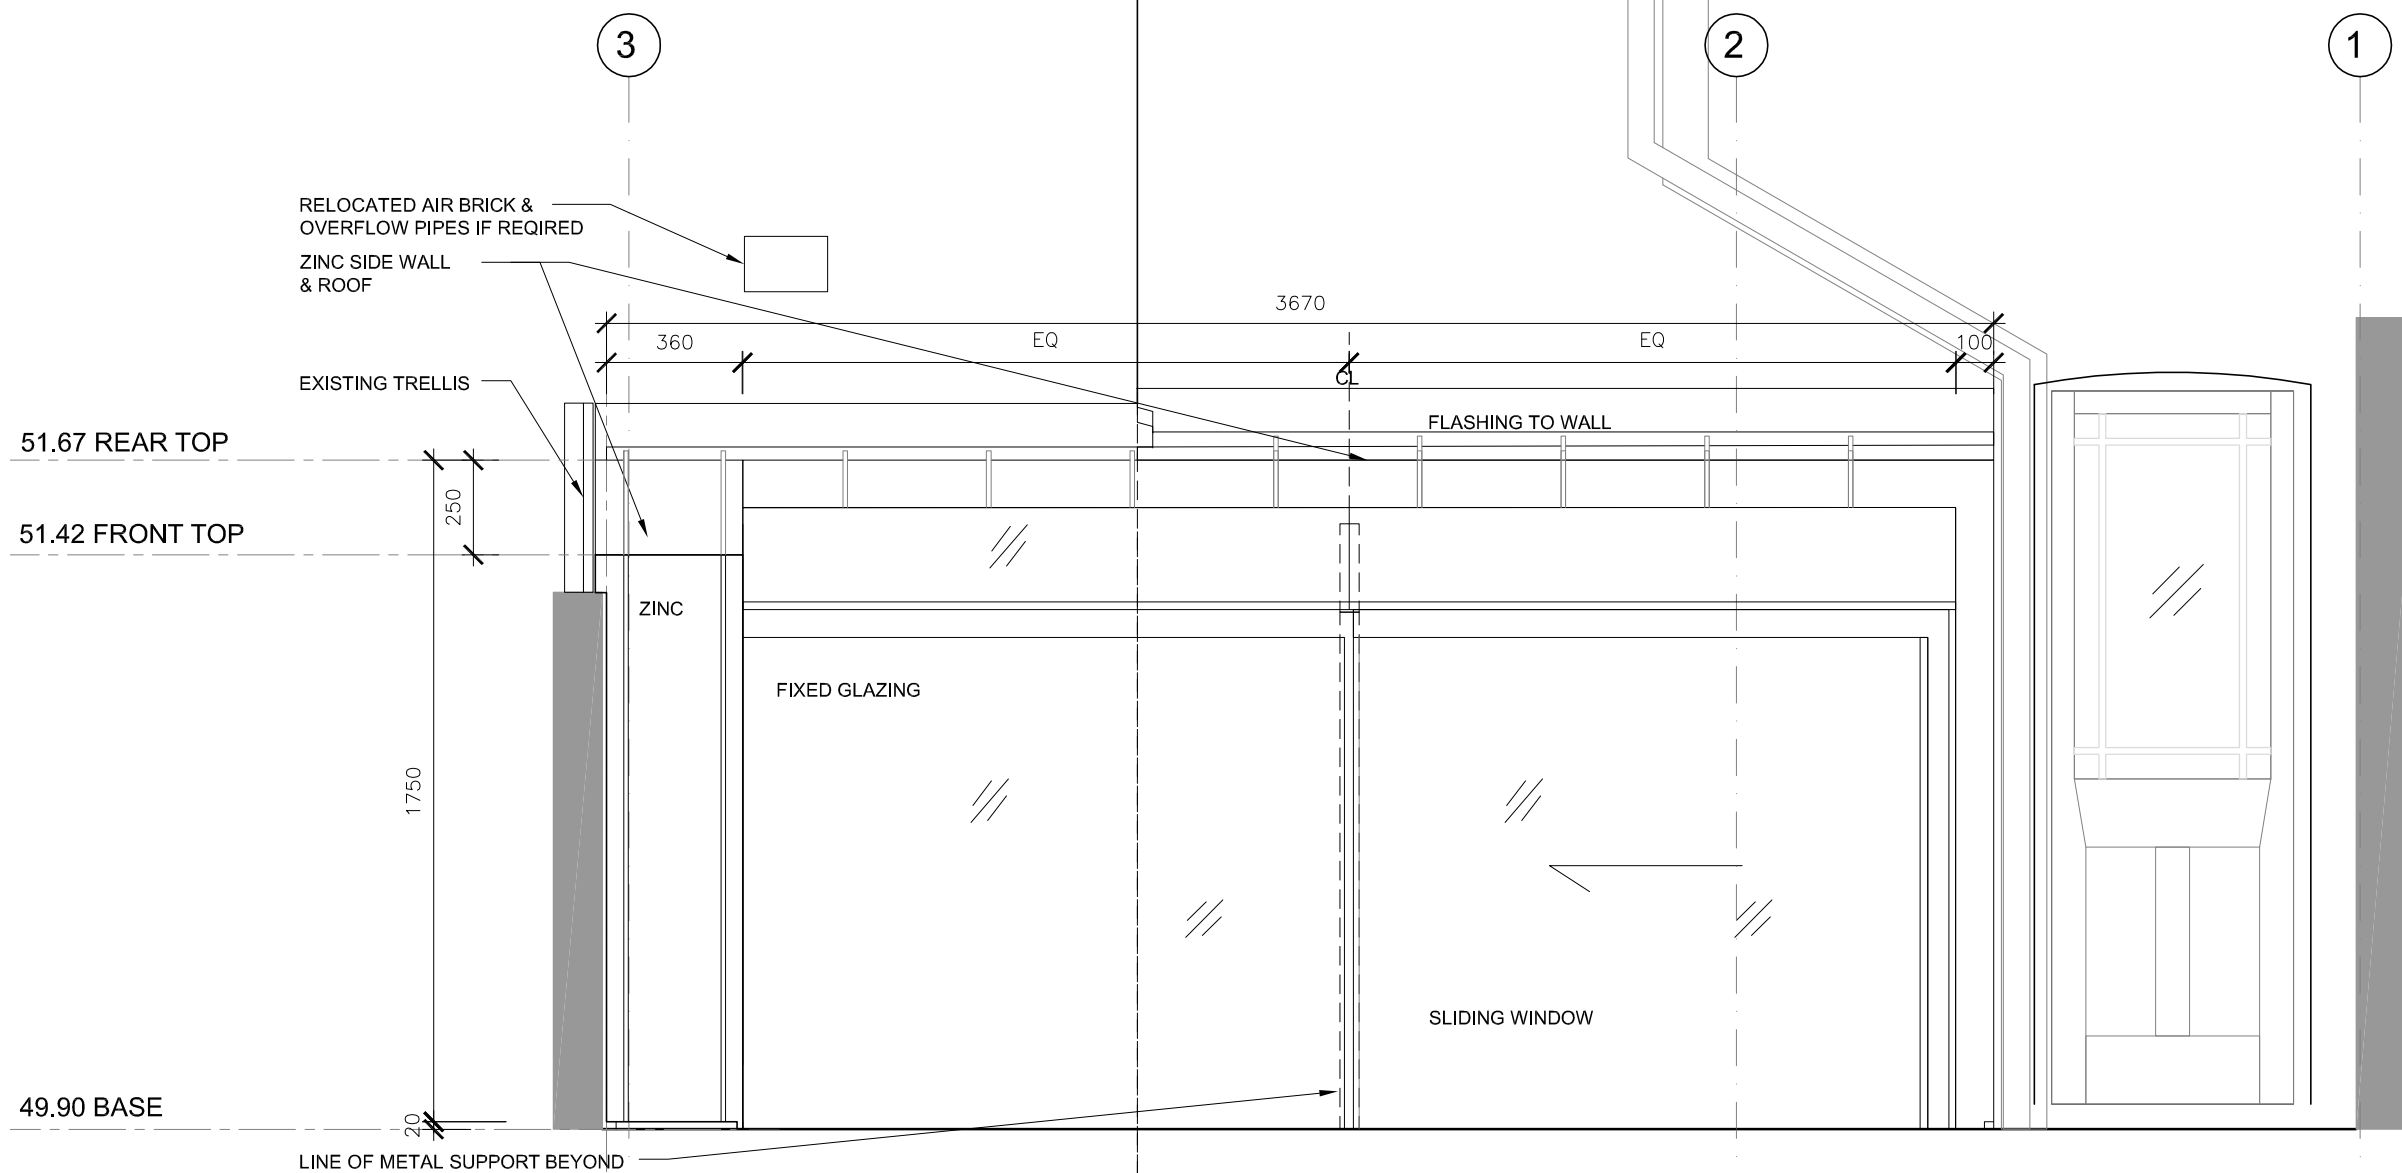 3
2
1
RELOCATED AIR BRICK &
OVERFLOW PIPES IF REQIRED
ZINC SIDE WALL
& ROOF
3670
360
EQ
EQ
100
CL
EXISTING TRELLIS
FLASHING TO WALL
51.67 REAR TOP
250
51.42 FRONT TOP
ZINC
FIXED GLAZING
1750
SLIDING WINDOW
49.90 BASE
20
LINE OF METAL SUPPORT BEYOND